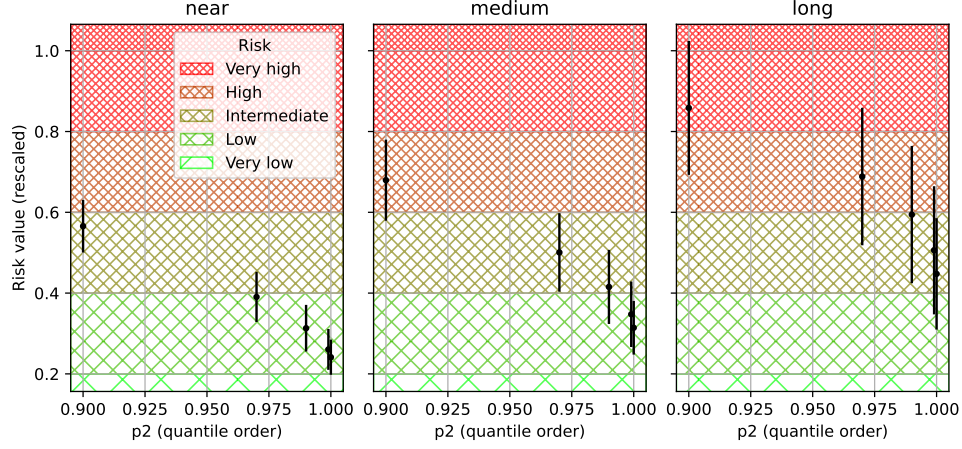 near
medium
long
Risk value (rescaled)
1.0
0.8
0.6
0.4
0.2
Risk
Very high
High
Intermediate
Low
Very low
0.900 0.925 0.950 0.975 1.000
0.900 0.925 0.950 0.975 1.000
0.900 0.925 0.950 0.975 1.000
p2 (quantile order)
p2 (quantile order)
p2 (quantile order)